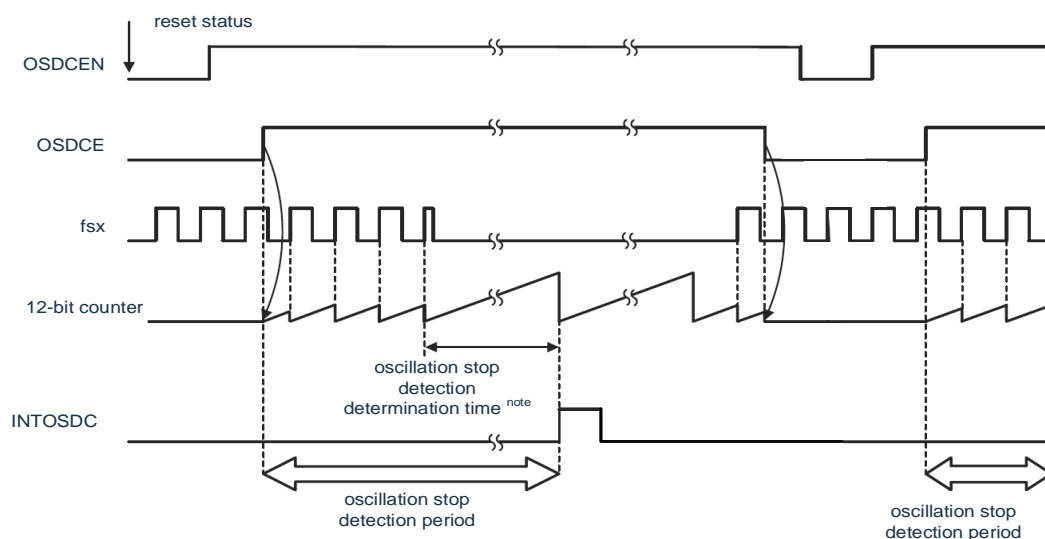 reset status
OSDCEN
OSDCE
fsx
12-bit counter
oscillation stop
detection
determination time note
INTOSDC
oscillation stop
detection period
oscillation stop
detection period